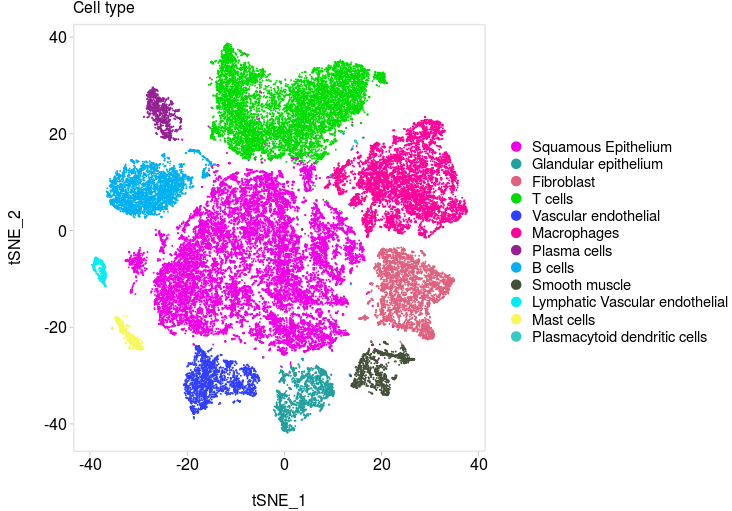 Cell type
40
20
0
-20
-40
tSNE_2
-40
-20
0
20
40
tSNE_1
Squamous Epithelium
Glandular epithelium
Fibroblast
T cells
Vascular endothelial
Macrophages
Plasma cells
B cells
Smooth muscle
Lymphatic Vascular endothelial
Mast cells
Plasmacytoid dendritic cells